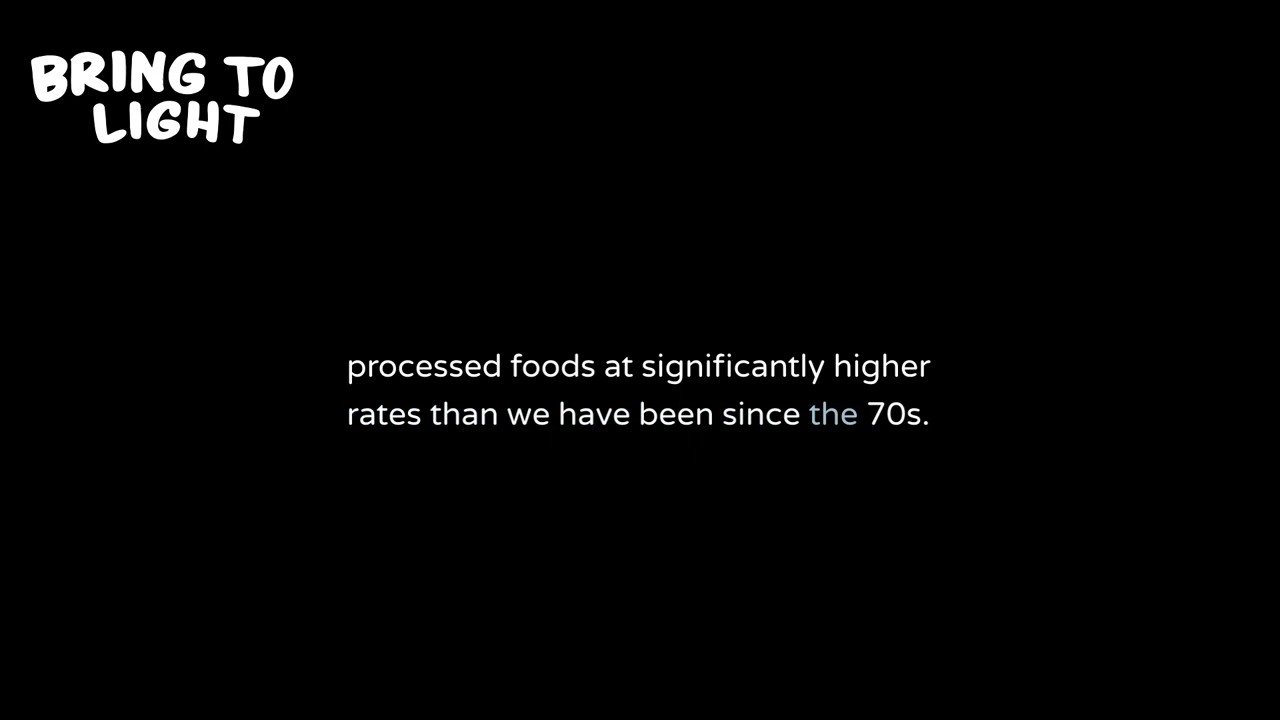 BRING TO
LIGHT
processed foods at significantly higher
rates than we have been since the 70s.